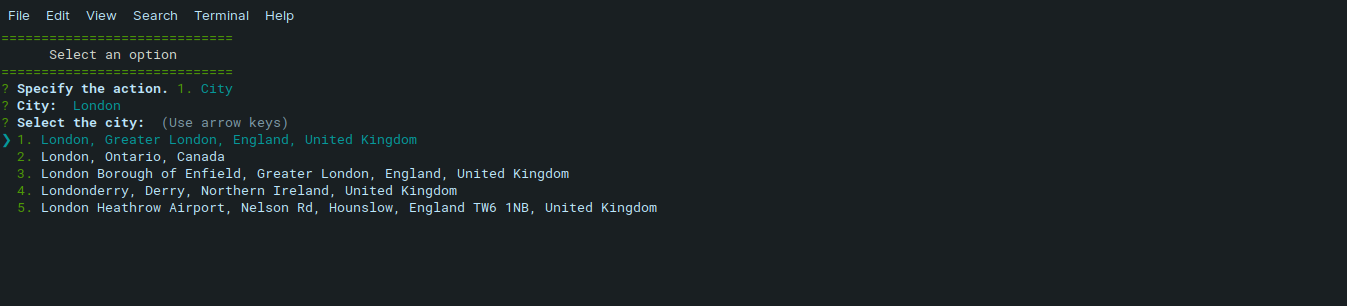 File Edit View Search Terminal Help
=============================
Select an option
=============================
? Specify the action. 1. City
? City: London
? Select the city: (Use arrow keys)
❯ 1. London, Greater London, England, United Kingdom
2. London, Ontario, Canada
3. London Borough of Enfield, Greater London, England, United Kingdom
4. Londonderry, Derry, Northern Ireland, United Kingdom
5. London Heathrow Airport, Nelson Rd, Hounslow, England TW6 1NB, United Kingdom